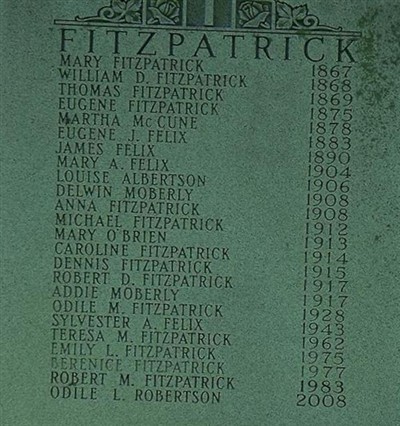 FITZPATRICK
MARY FITZPATRICK 1867
WILLIAM D. FITZPATRICK 1868
THOMAS FITZPATRICK 1869
EUGENE FITZPATRICK 1875
MARTHA McCUNE 1878
EUGENE J. FELIX 1883
JAMES FELIX 1890
MARY A. FELIX 1904
LOUISE ALBERTSON 1906
DELWIN MOBERLY 1908
ANNA FITZPATRICK 1908
MICHAEL FITZPATRICK 1912
MARY O'BRIEN 1913
CAROLINE FITZPATRICK 1914
DENNIS FITZPATRICK 1915
ROBERT D. FITZPATRICK 1917
ADDIE MOBERLY 1917
ODILE M. FITZPATRICK 1928
SYLVESTER A. FELIX 1943
TERESA M. FITZPATRICK 1962
EMILY L. FITZPATRICK 1975
BERENICE FITZPATRICK 1977
ROBERT M. FITZPATRICK 1983
ODILE L. ROBERTSON 2008